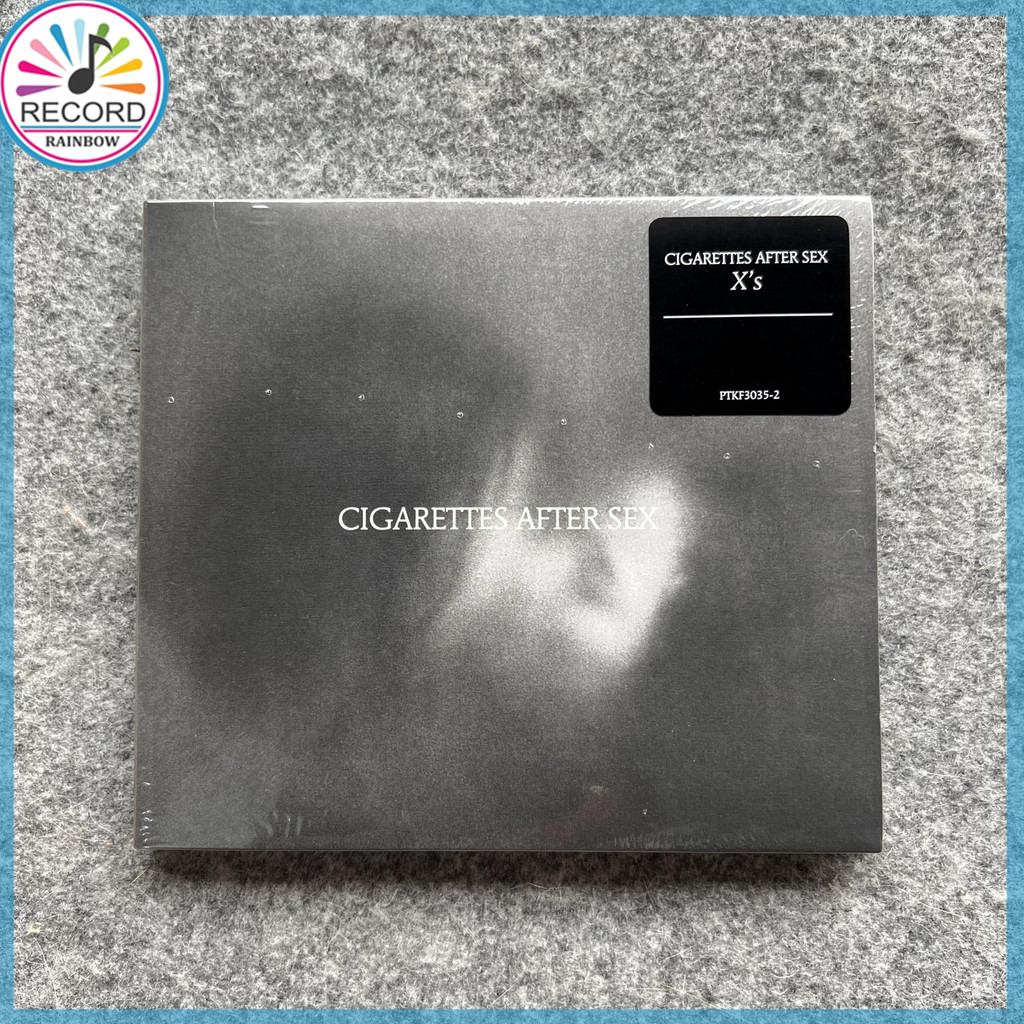 RECORD
RAINBOW
CIGARETTES AFTER SEX
X's
PTKF3035-2
CIGARETTES AFTER SEX